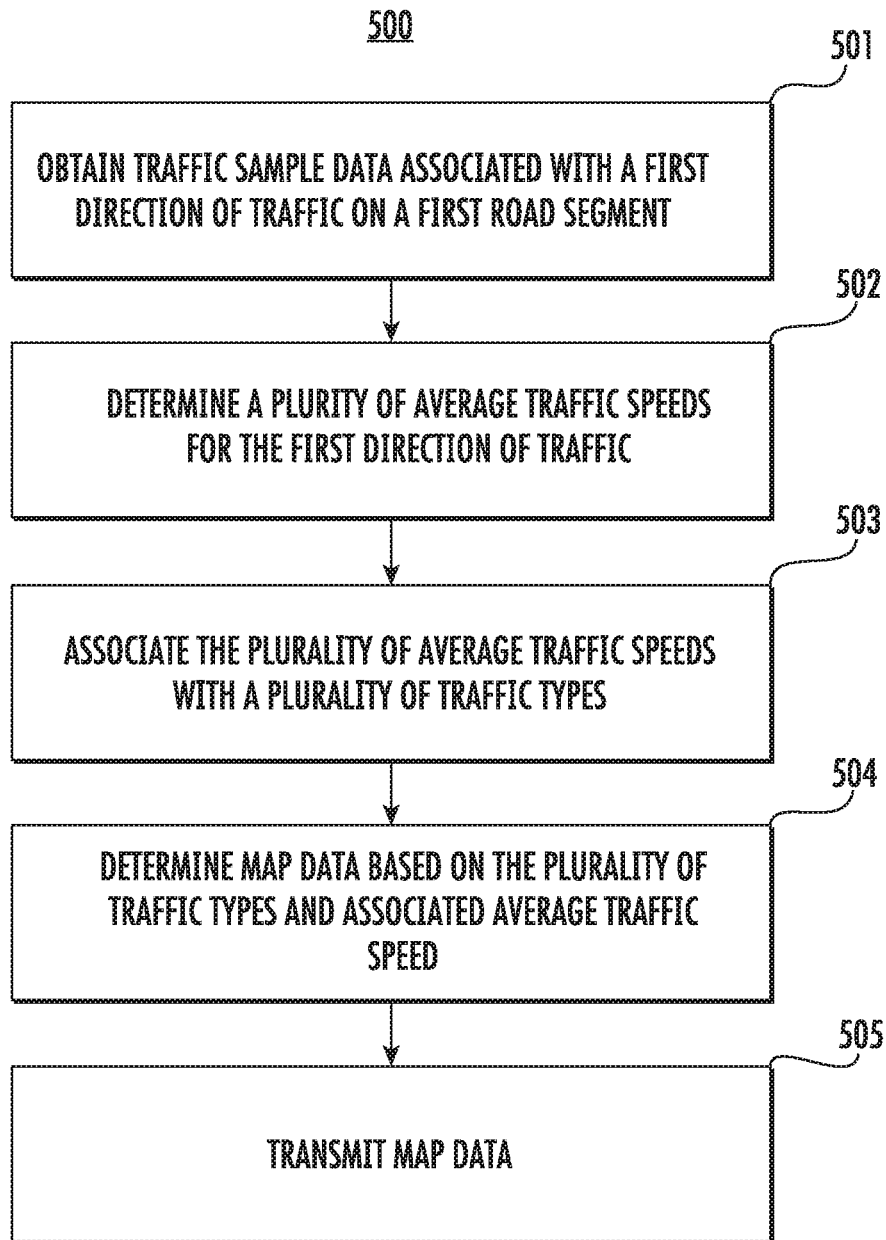 500
501
OBTAIN TRAFFIC SAMPLE DATA ASSOCIATED WITH A FIRST
DIRECTION OF TRAFFIC ON A FIRST ROAD SEGMENT
502
DETERMINE A PLURITY OF AVERAGE TRAFFIC SPEEDS
FOR THE FIRST DIRECTION OF TRAFFIC
503
ASSOCIATE THE PLURALITY OF AVERAGE TRAFFIC SPEEDS
WITH A PLURALITY OF TRAFFIC TYPES
504
DETERMINE MAP DATA BASED ON THE PLURALITY OF
TRAFFIC TYPES AND ASSOCIATED AVERAGE TRAFFIC
SPEED
505
TRANSMIT MAP DATA